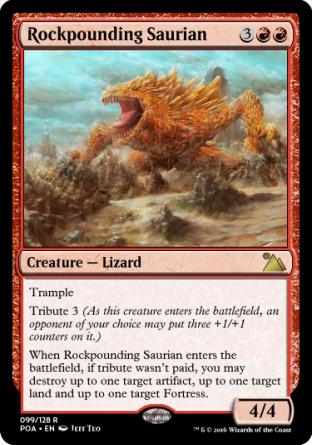 Rockpounding Saurian 3
Creature — Lizard
Trample
Tribute 3 (As this creature enters the battlefield, an
opponent of your choice may put three +1/+1
counters on it.)
When Rockpounding Saurian enters the
battlefield, if tribute wasn't paid, you may
destroy up to one target artifact, up to one target
land and up to one target Fortress.
4/4
099/128 R
POA • EN Jeff Teo
™ & © 2016 Wizards of the Coast